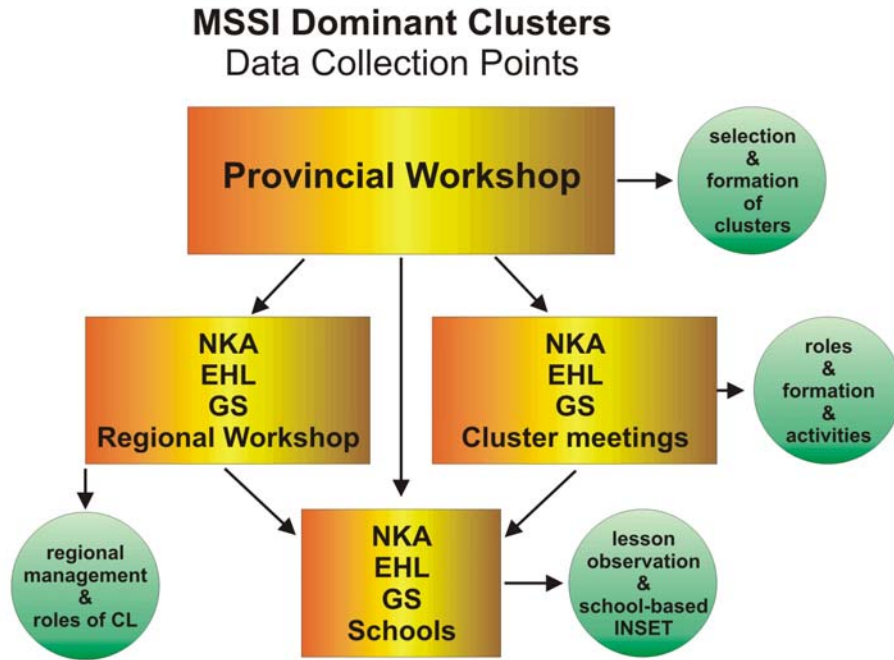 MSSI Dominant Clusters
Data Collection Points
Provincial Workshop
selection
&
formation
of
clusters
NKA
EHL
GS
Regional Workshop
NKA
EHL
GS
Cluster meetings
roles
&
formation
&
activities
regional
management
&
roles of CL
NKA
EHL
GS
Schools
lesson
observation
&
school-based
INSET